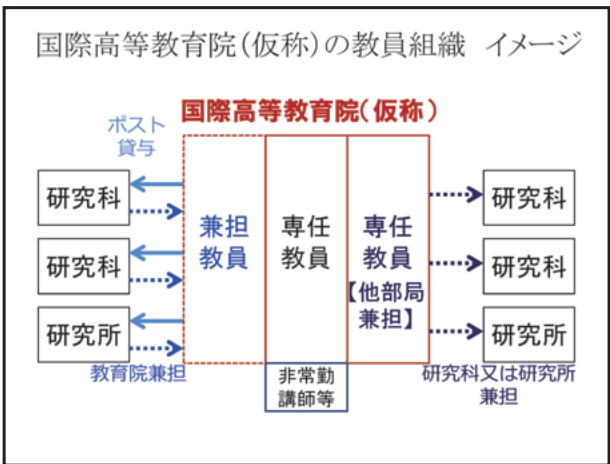 国際高等教育院(仮称)の教員組織 イメージ
国際高等教育院(仮称)
ポスト
貸与
研究科
研究科
研究所
教育院兼担
兼担
教員
専任
教員
専任
教員
【他部局
兼担】
非常勤
講師等
研究科
研究科
研究所
研究科又は研究所
兼担